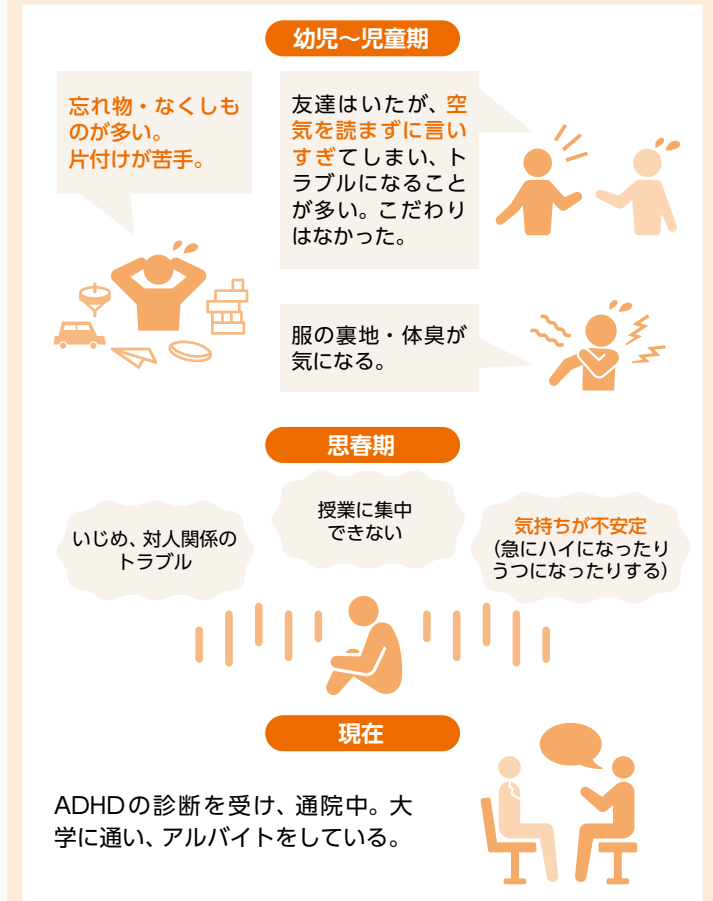 幼児〜児童期
忘れ物・なくしも
のが多い。
片付けが苦手。
友達はいたが、空
気を読まずに言い
すぎてしまい、ト
ラブルになること
が多い。こだわり
はなかった。
服の裏地・体臭が
気になる。
思春期
いじめ、対人関係の
トラブル
授業に集中
できない
気持ちが不安定
(急にハイになったり
うつになったりする)
現在
ADHDの診断を受け、通院中。大
学に通い、アルバイトをしている。